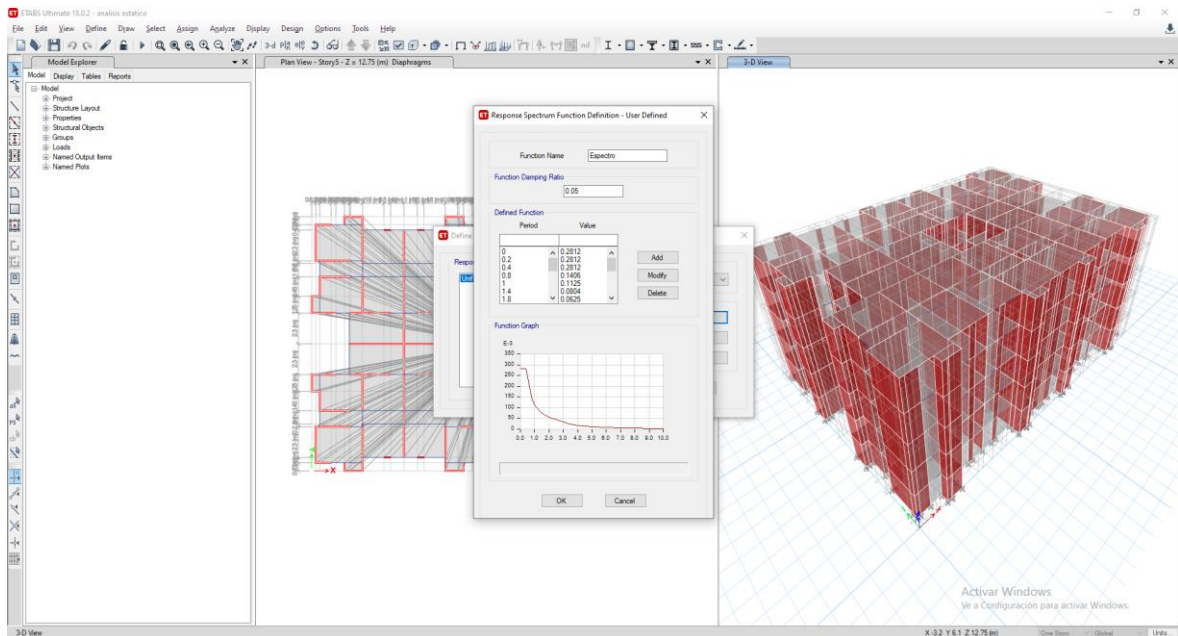 ETABS Ultimate 18.0.2 - analisis estatico
File Edit View Define Draw Select Assign Analyze Display Design Options Tools Help
Model Explorer
Model Display Tables Reports
Model
Project
Structure Layout
Properties
Structural Objects
Groups
Loads
Named Output Items
Named Plots
Plan View - Story5 - Z = 12.75 (m) Diaphragms
3-D View
Define
Respo
Response Spectrum Function Definition - User Defined
Function Name Espectro
Function Damping Ratio
0.05
Defined Function
Period Value
0 0.2812
0.2 0.2812
0.4 0.2812
0.8 0.1406
1 0.1125
1.4 0.0804
1.8 0.0625
Add
Modify
Delete
Function Graph
E-3
350
300
250
200
150
100
50
0
0.0 1.0 2.0 3.0 4.0 5.0 6.0 7.0 8.0 9.0 10.0
OK Cancel
X
Activar Windows
Ve a Configuración para activar Windows.
3-D View
X -3.2 Y 6.1 Z 12.75 (m) One Story Global Units...